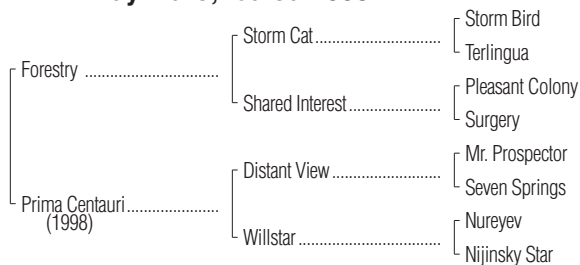 Storm Bird
Storm Cat
Terlingua
Forestry
Pleasant Colony
Shared Interest
Surgery
Mr. Prospector
Distant View
Seven Springs
Prima Centauri
(1998)
Nureyev
Willstar
Nijinsky Star